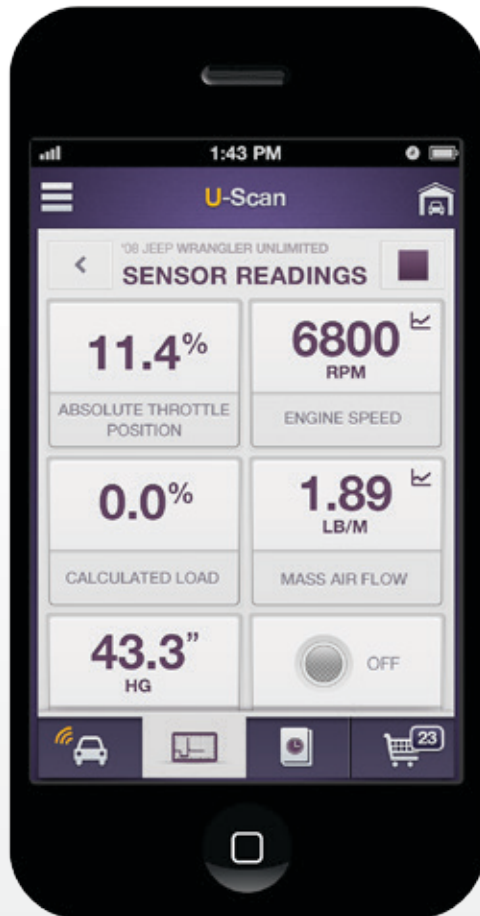 1:43 PM
U-Scan
'08 JEEP WRANGLER UNLIMITED
SENSOR READINGS
11.4%
ABSOLUTE THROTTLE
POSITION
6800
RPM
ENGINE SPEED
0.0%
CALCULATED LOAD
1.89
LB/M
MASS AIR FLOW
43.3”
HG
OFF
23